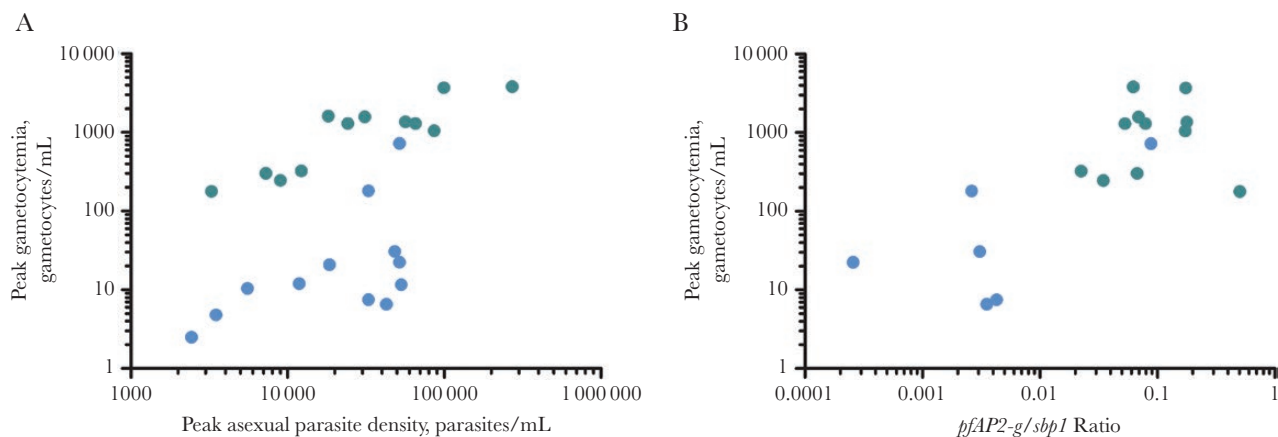 A
10 000
1000
100
10
1
Peak gametocytemia,
gametocytes/mL
1000
10 000
100 000
1 000 000
Peak asexual parasite density, parasites/mL
B
10 000
1000
100
10
1
Peak gametocytemia,
gametocytes/mL
0.0001
0.001
0.01
0.1
1
pfAP2-g/sbp1 Ratio